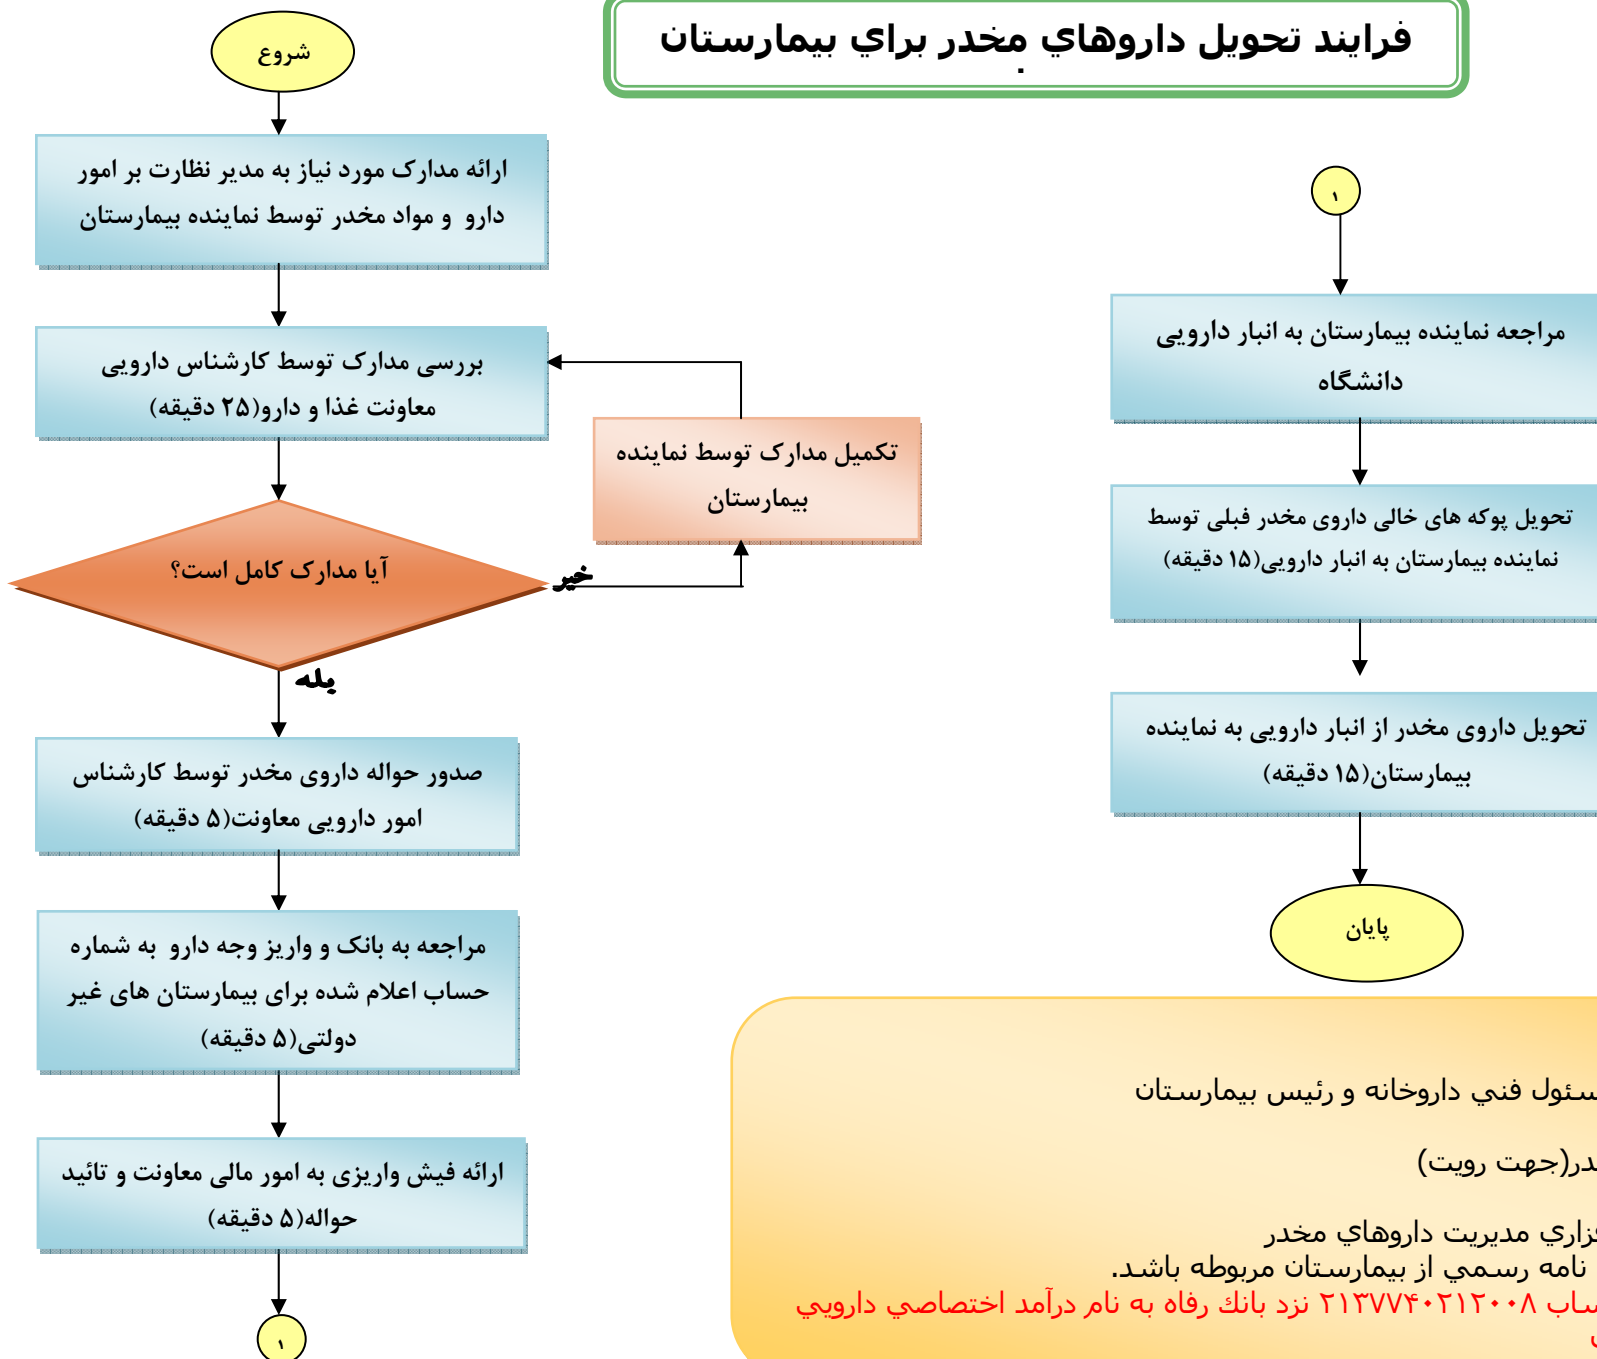 فرايند تحويل داروهاي مخدر براي بيمارستان
شروع
ارائه مدارک مورد نیاز به مدیر نظارت بر امور
دارو و مواد مخدر توسط نماینده بیمارستان
بررسی مدارک توسط کارشناس دارویی
معاونت غذا و دارو(۲۵ دقیقه)
تکمیل مدارک توسط نماینده
بیمارستان
آیا مدارک کامل است؟
خیر
بله
صدور حواله داروی مخدر توسط کارشناس
امور دارویی معاونت(۵ دقیقه)
مراجعه به بانک و واریز وجه دارو به شماره
حساب اعلام شده برای بیمارستان های غیر
دولتی(۵ دقیقه)
ارائه فیش واریزی به امور مالی معاونت و تائید
حواله(۵ دقیقه)
۱
۱
مراجعه نماینده بیمارستان به انبار دارویی
دانشگاه
تحویل پوکه های خالی داروی مخدر قبلی توسط
نماینده بیمارستان به انبار دارویی(۱۵ دقیقه)
تحویل داروی مخدر از انبار دارویی به نماینده
بیمارستان(۱۵ دقیقه)
پایان
سئول فني داروخانه و رئيس بيمارستان
در(جهت رويت)
فزاري مديريت داروهاي مخدر
نامه رسمي از بيمارستان مربوطه باشد.
ساب ۲۱۳۷۷۴۰۲۱۲۰۰۸ نزد بانك رفاه به نام درآمد اختصاصي دارويي